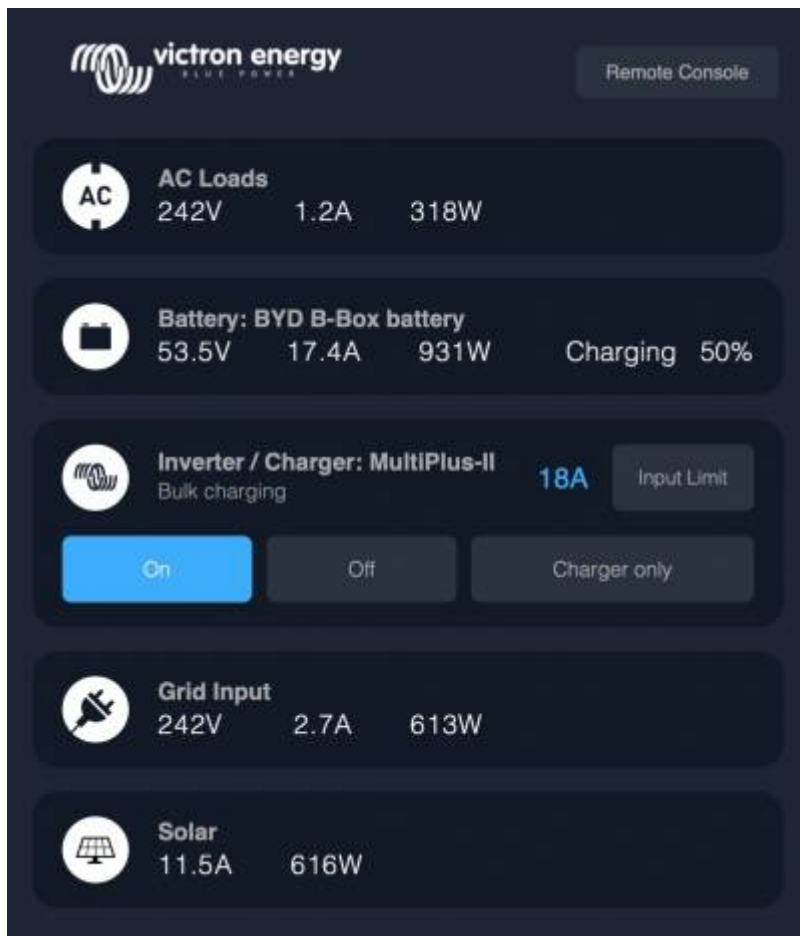 victron energy
BLUE POWER
Remote Console
AC
AC Loads
242V 1.2A 318W
Battery: BYD B-Box battery
53.5V 17.4A 931W Charging 50%
Inverter / Charger: MultiPlus-II
Bulk charging
18A Input Limit
On Off Charger only
Grid Input
242V 2.7A 613W
Solar
11.5A 616W